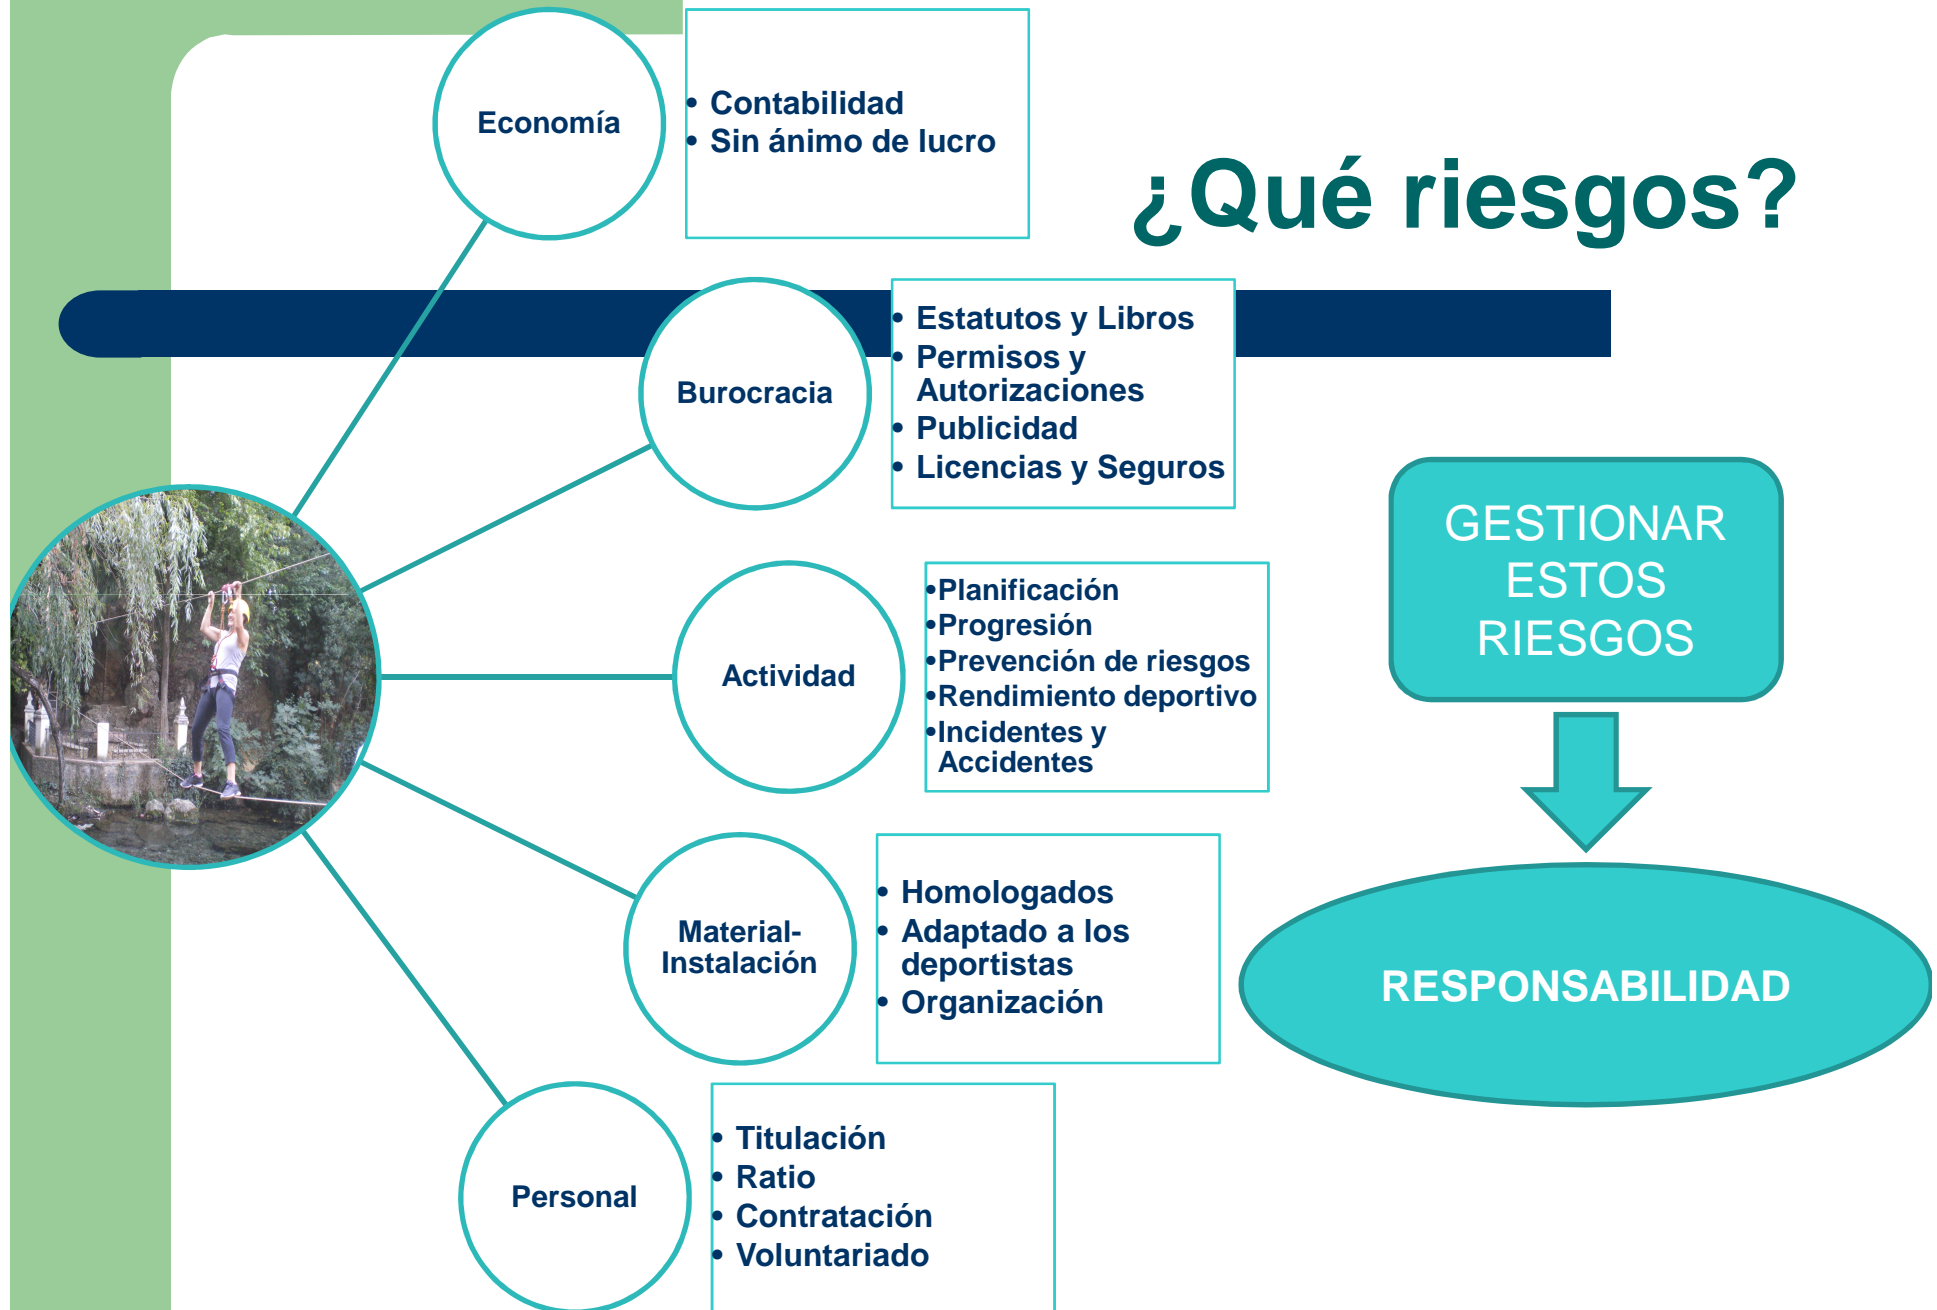 ¿Qué riesgos?
Economía
• Contabilidad
• Sin ánimo de lucro
Burocracia
• Estatutos y Libros
• Permisos y
Autorizaciones
• Publicidad
• Licencias y Seguros
Actividad
•Planificación
•Progresión
•Prevención de riesgos
•Rendimiento deportivo
•Incidentes y
Accidentes
Material-
Instalación
• Homologados
• Adaptado a los
deportistas
• Organización
Personal
• Titulación
• Ratio
• Contratación
• Voluntariado
GESTIONAR
ESTOS
RIESGOS
RESPONSABILIDAD